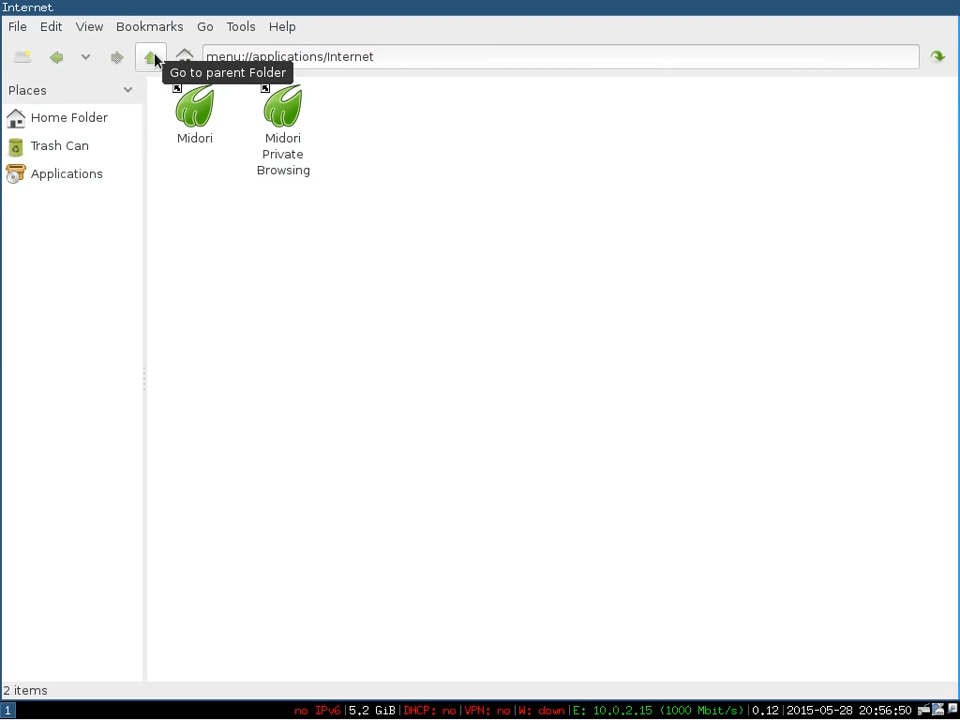 Internet
File Edit View Bookmarks Go Tools Help
menu://applications/Internet
Go to parent Folder
Places
Home Folder
Trash Can
Applications
Midori
Midori
Private
Browsing
2 items
1
no IPv6|5.2 GiB|DHCP: no|VPN: no|W: down|E: 10.0.2.15 (1000 Mbit/s)|0.12|2015-05-28 20:56:50